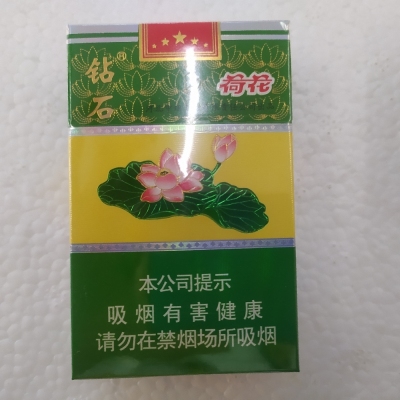 钻石
荷花
本公司提示
吸烟有害健康
请勿在禁烟场所吸烟